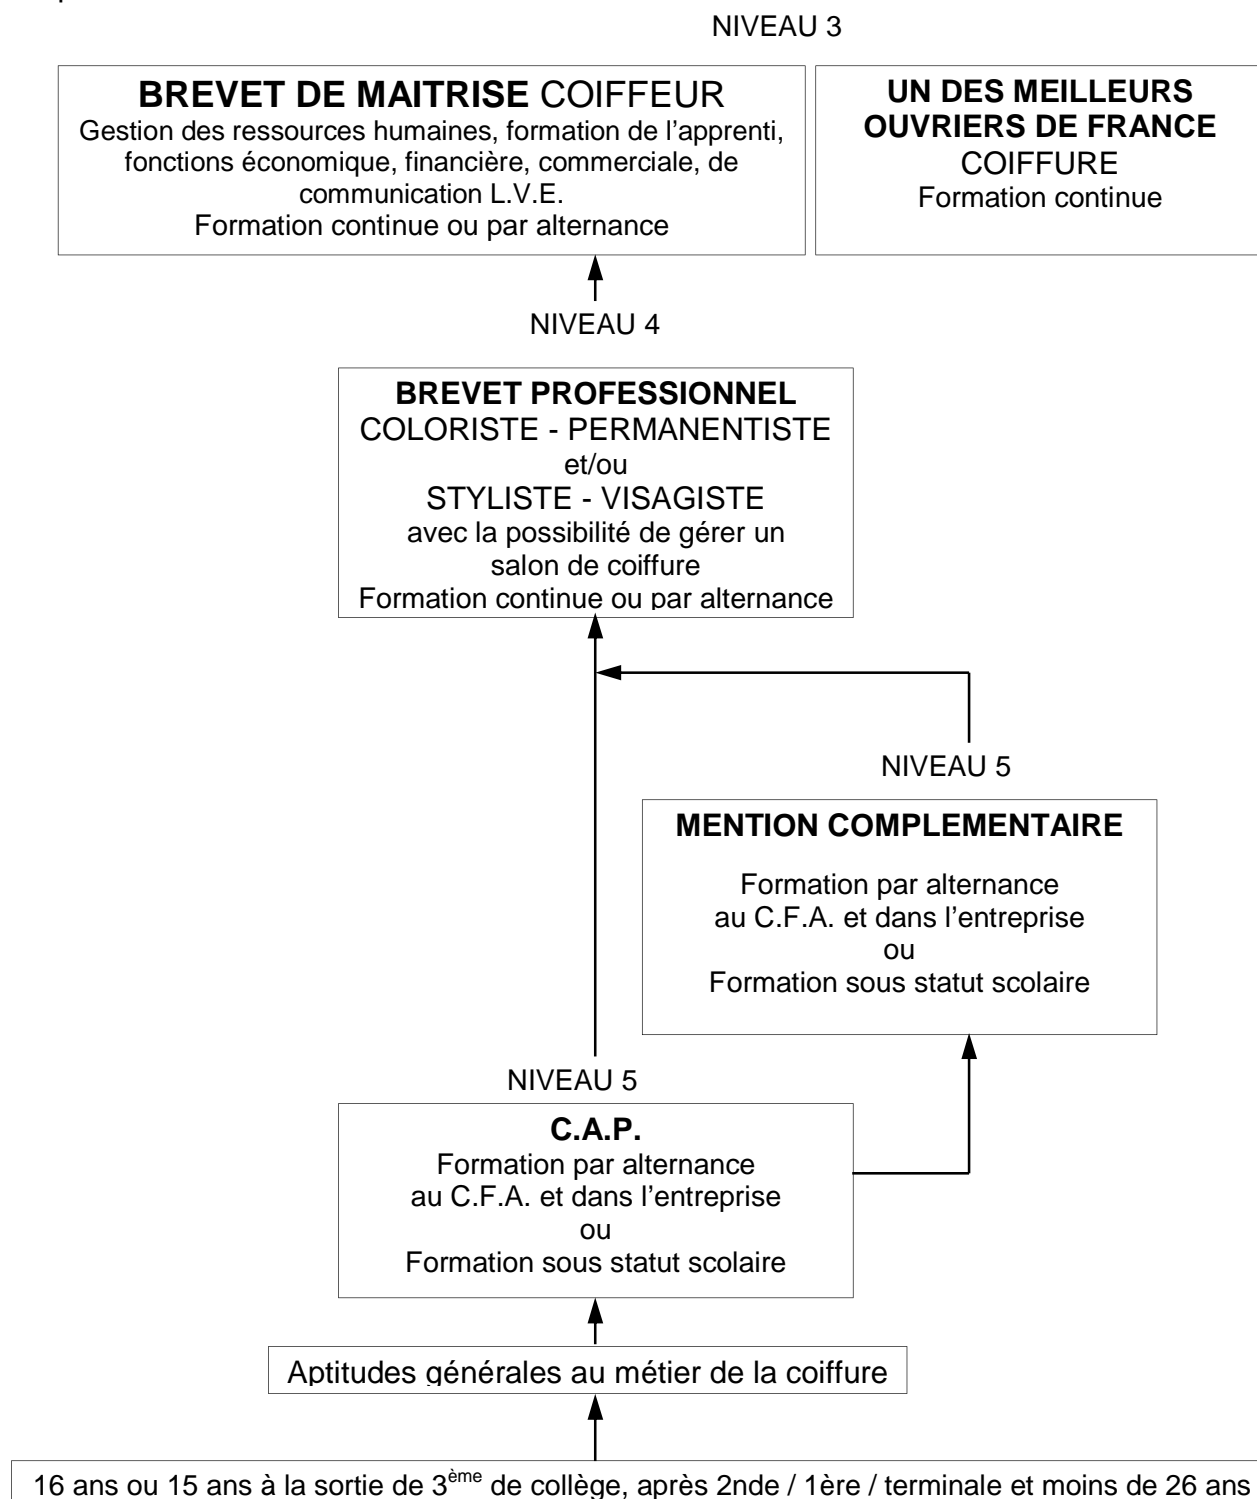 NIVEAU 3
BREVET DE MAITRISE COIFFEUR
Gestion des ressources humaines, formation de l'apprenti,
fonctions économique, financière, commerciale, de
communication L.V.E.
Formation continue ou par alternance
UN DES MEILLEURS
OUVRIERS DE FRANCE
COIFFURE
Formation continue
NIVEAU 4
BREVET PROFESSIONNEL
COLORISTE - PERMANENTISTE
et/ou
STYLISTE - VISAGISTE
avec la possibilité de gérer un
salon de coiffure
Formation continue ou par alternance
NIVEAU 5
MENTION COMPLEMENTAIRE
Formation par alternance
au C.F.A. et dans l'entreprise
ou
Formation sous statut scolaire
NIVEAU 5
C.A.P.
Formation par alternance
au C.F.A. et dans l'entreprise
ou
Formation sous statut scolaire
Aptitudes générales au métier de la coiffure
16 ans ou 15 ans à la sortie de 3ème de collège, après 2nde / 1ère / terminale et moins de 26 ans